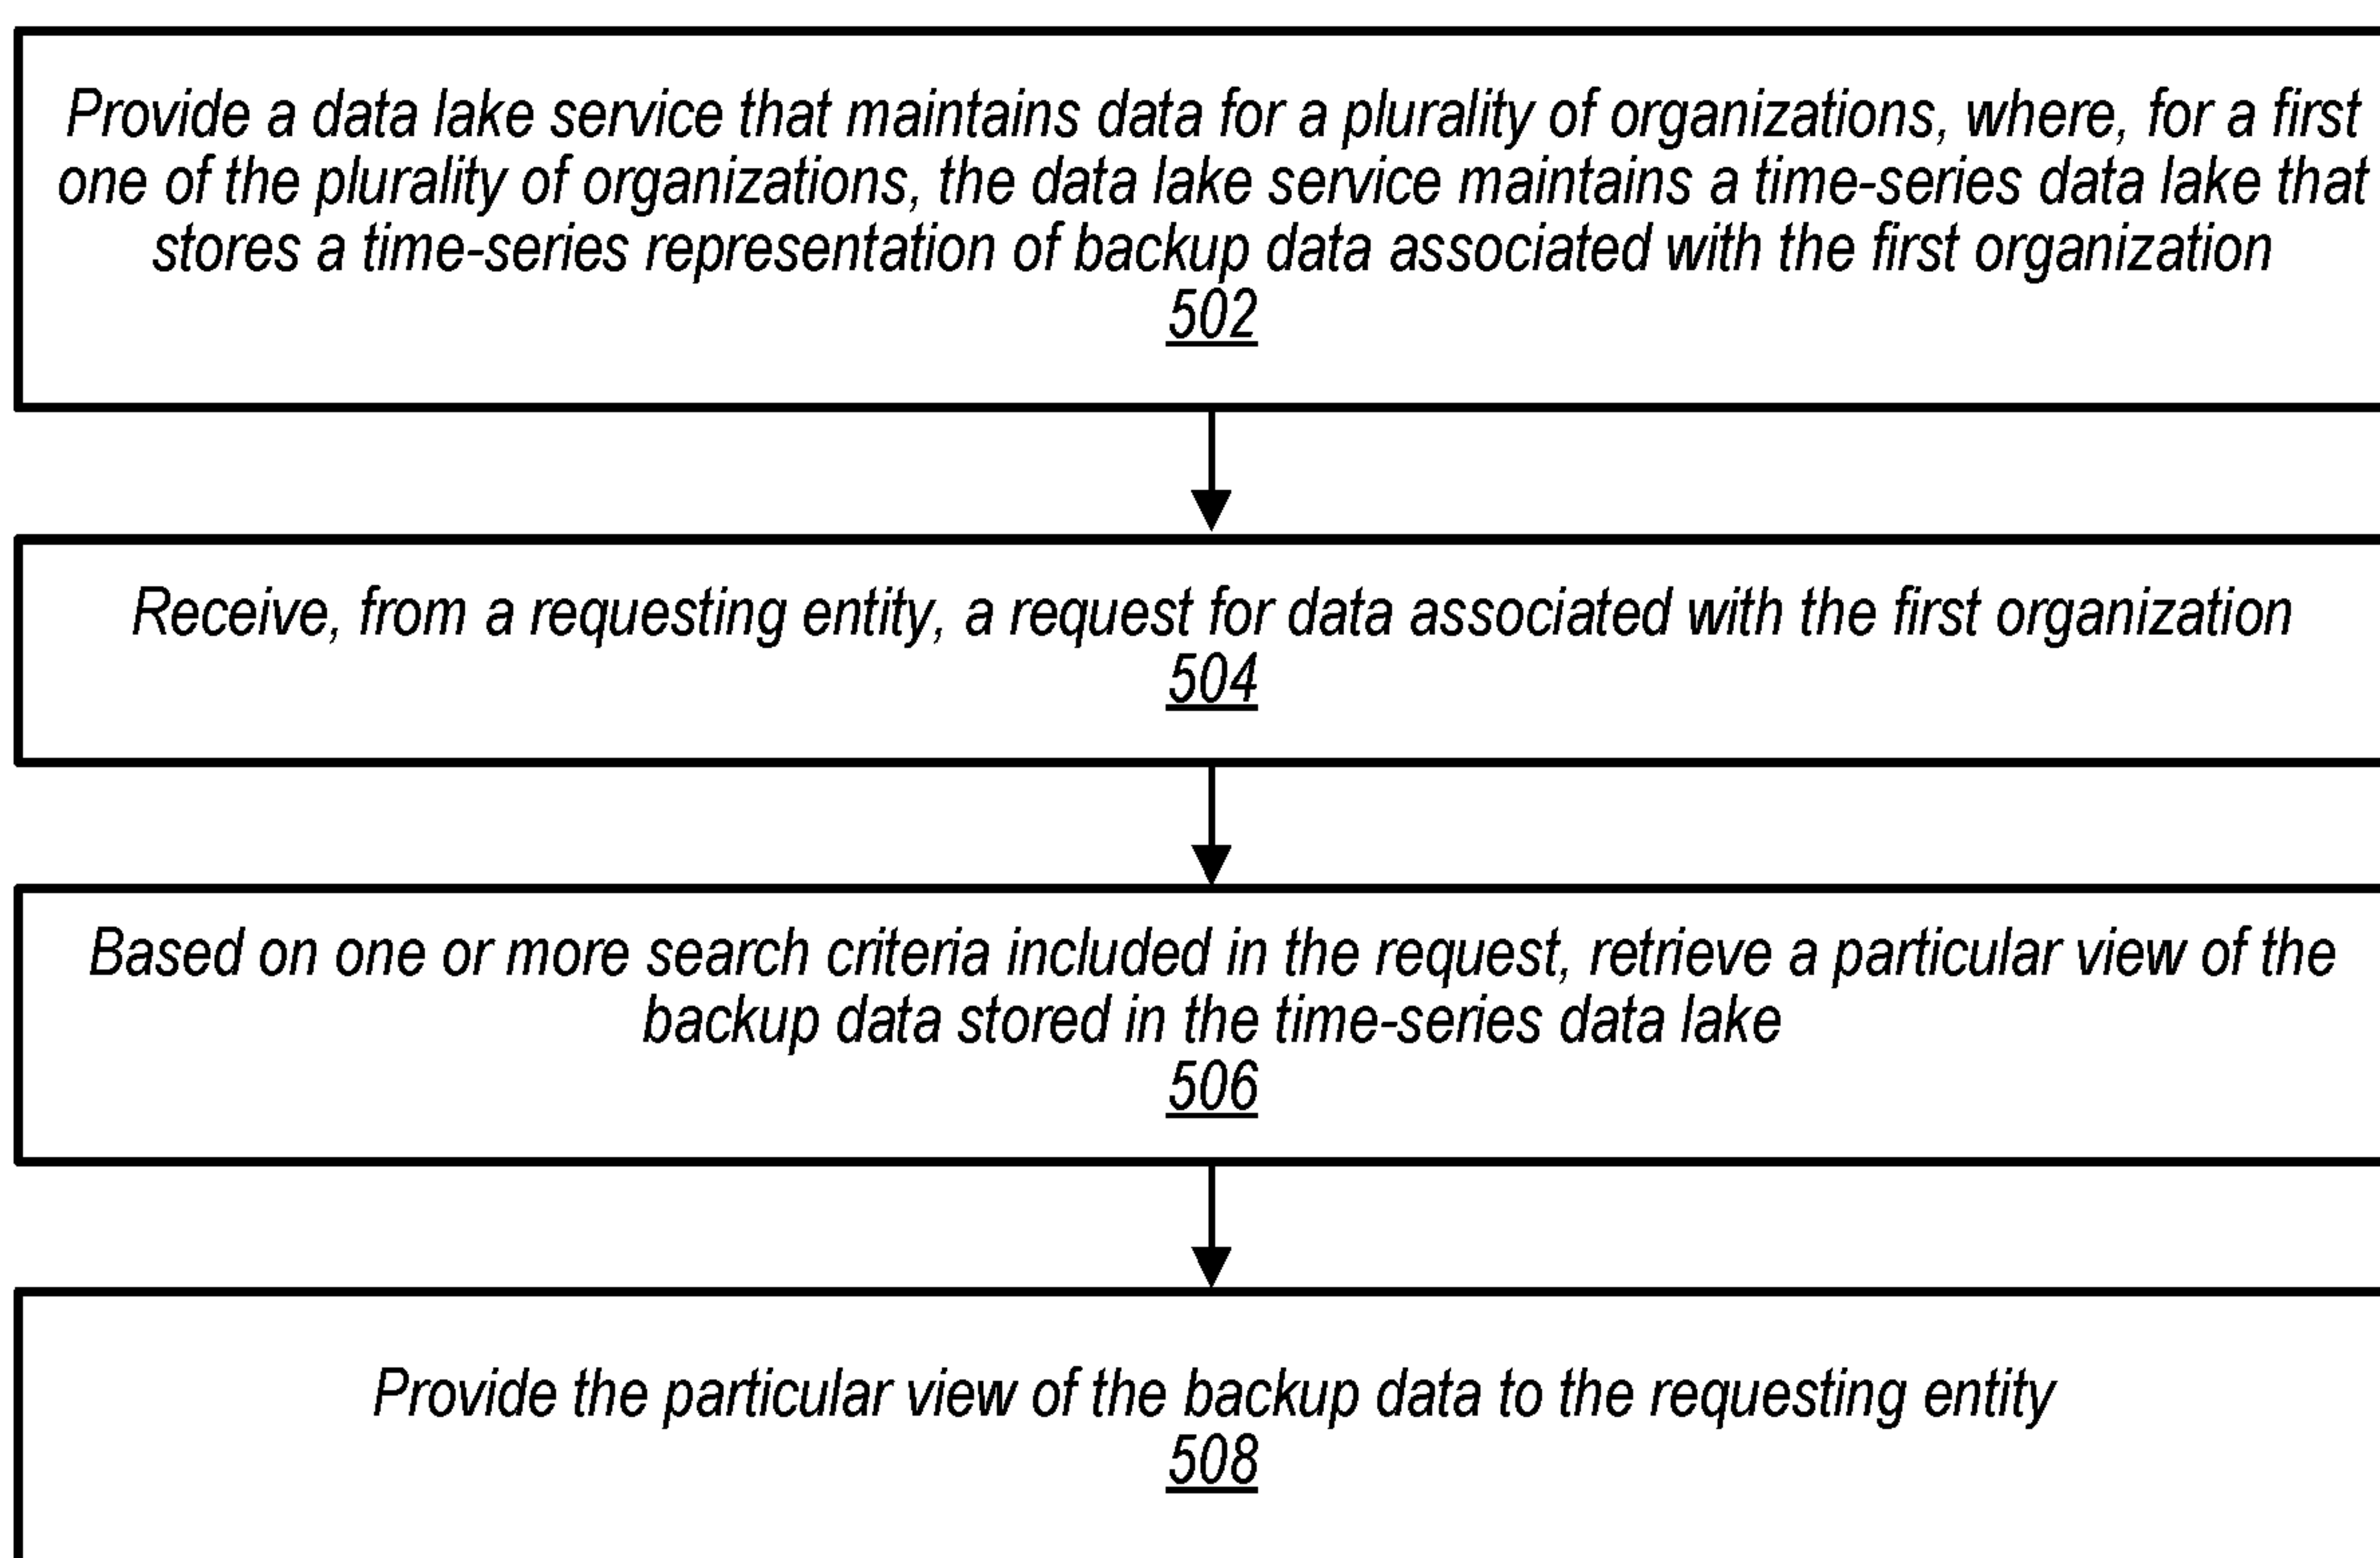 Provide a data lake service that maintains data for a plurality of organizations, where, for a first
one of the plurality of organizations, the data lake service maintains a time-series data lake that
stores a time-series representation of backup data associated with the first organization
502
Receive, from a requesting entity, a request for data associated with the first organization
504
Based on one or more search criteria included in the request, retrieve a particular view of the
backup data stored in the time-series data lake
506
Provide the particular view of the backup data to the requesting entity
508